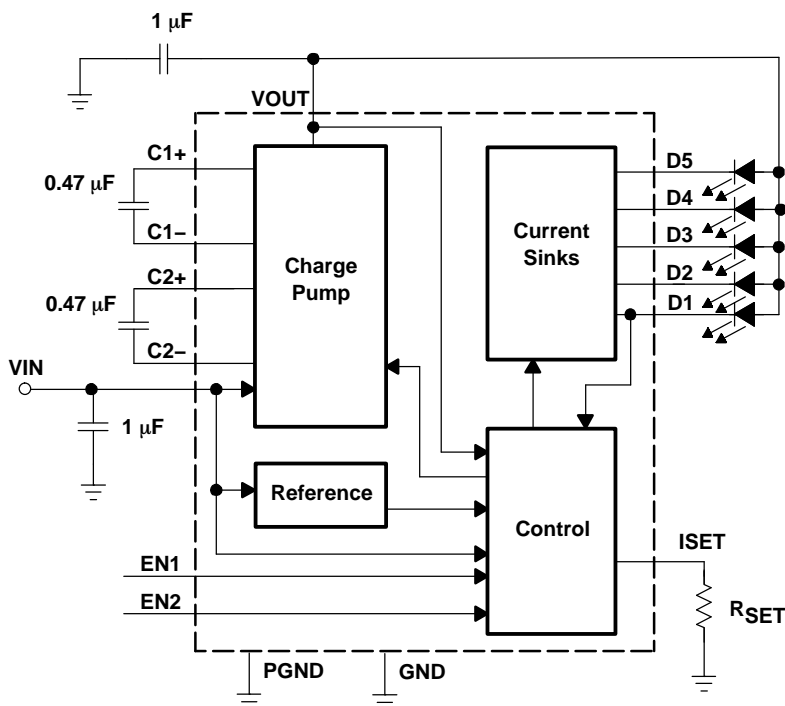 1 μF
VOUT
C1+
0.47 μF
C1−
C2+
0.47 μF
C2−
Charge
Pump
Current
Sinks
D5
D4
D3
D2
D1
VIN
1 μF
Reference
Control
EN1
EN2
ISET
RSET
PGND
GND